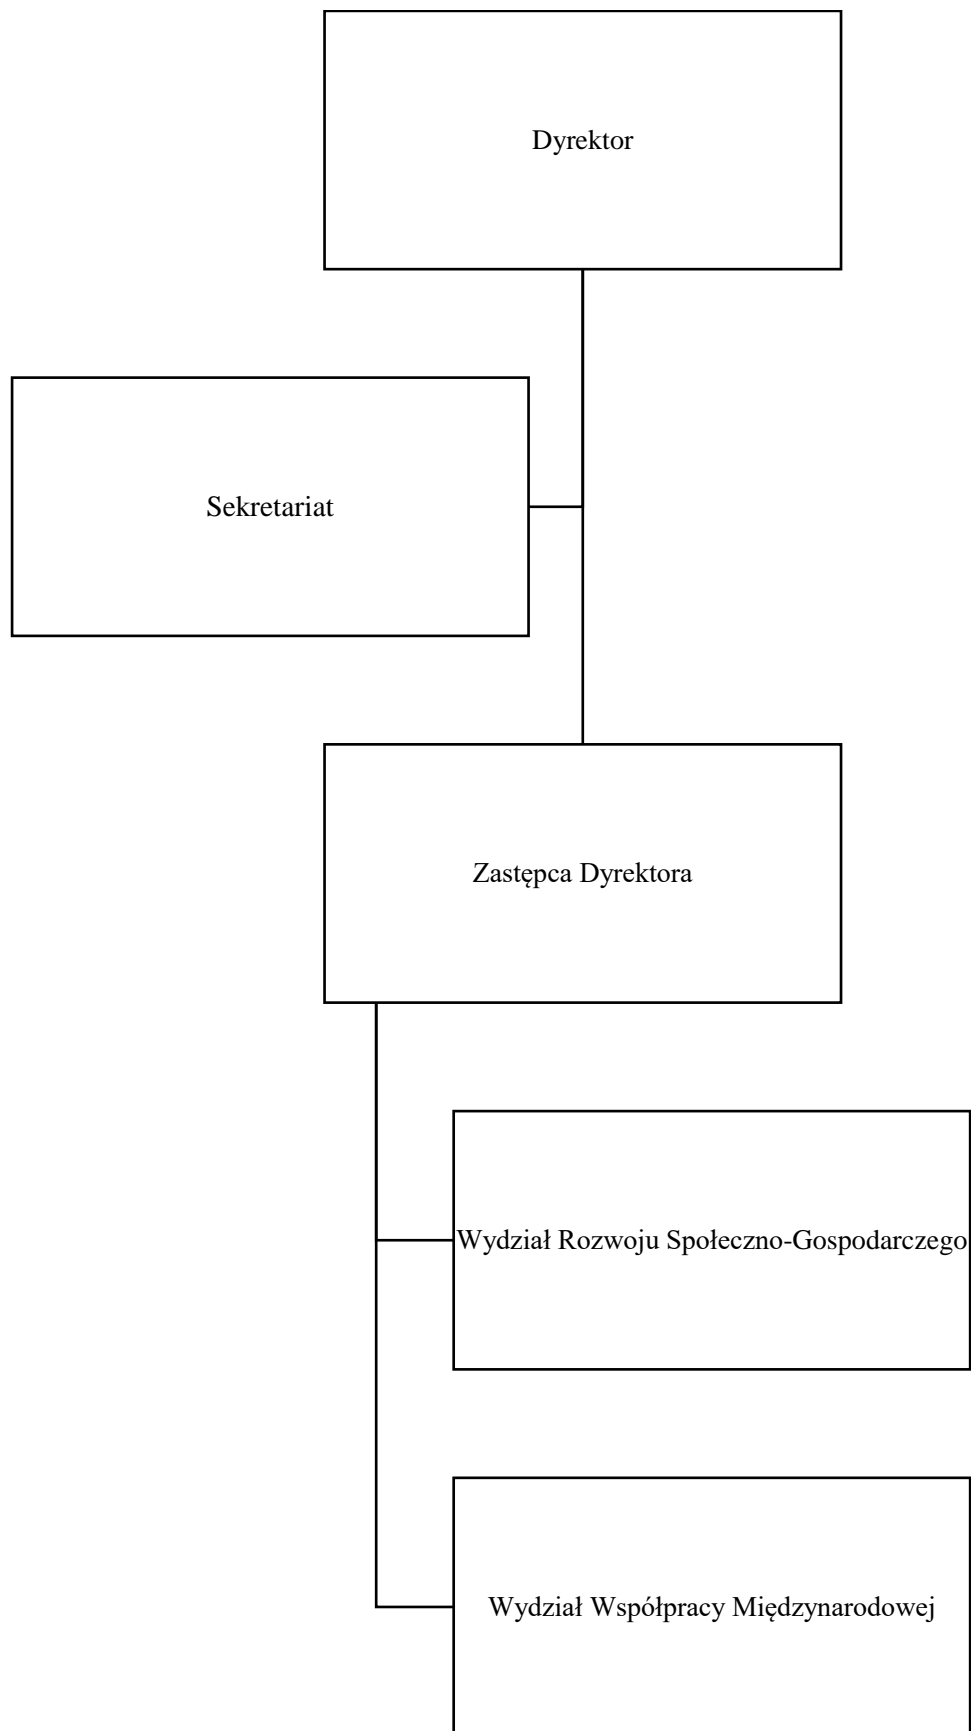 Dyrektor
Sekretariat
Zastępca Dyrektora
Wydział Rozwoju Społeczno-Gospodarczego
Wydział Współpracy Międzynarodowej